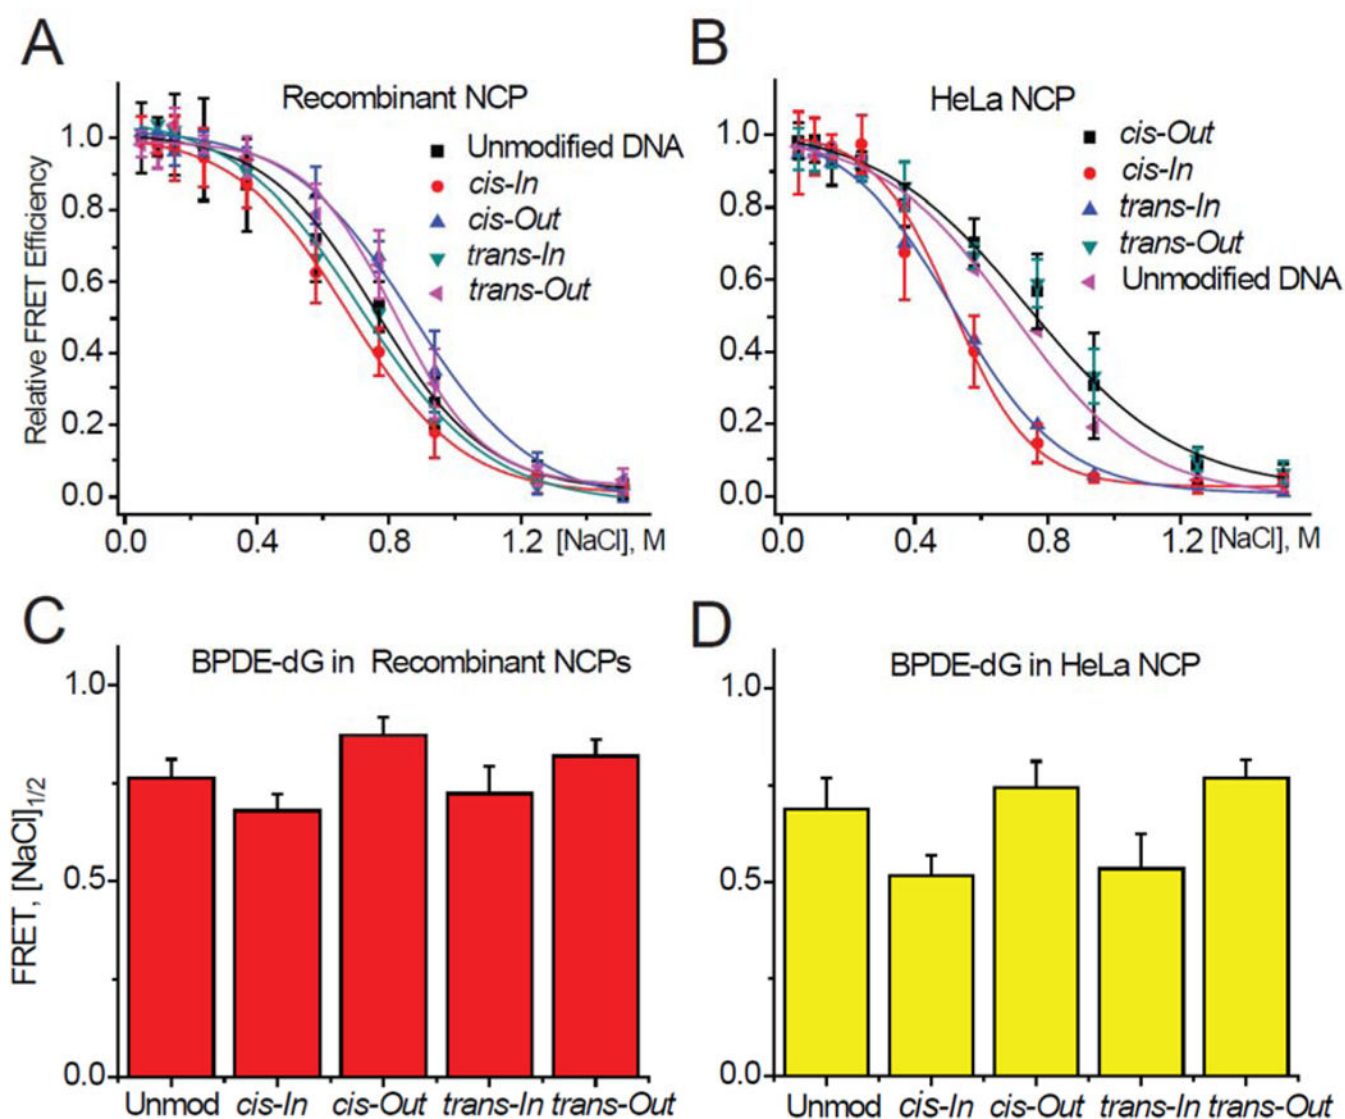 A
Recombinant NCP
Unmodified DNA
cis-In
cis-Out
trans-In
trans-Out
Relative FRET Efficiency
1.0
0.8
0.6
0.4
0.2
0.0
0.0 0.4 0.8 1.2 [NaCl], M
B
HeLa NCP
cis-Out
cis-In
trans-In
trans-Out
Unmodified DNA
1.0
0.8
0.6
0.4
0.2
0.0
0.0 0.4 0.8 1.2 [NaCl], M
C
BPDE-dG in Recombinant NCPs
FRET, [NaCl]1/2
1.0
0.5
0.0
Unmod cis-In cis-Out trans-In trans-Out
D
BPDE-dG in HeLa NCP
1.0
0.5
0.0
Unmod cis-In cis-Out trans-In trans-Out